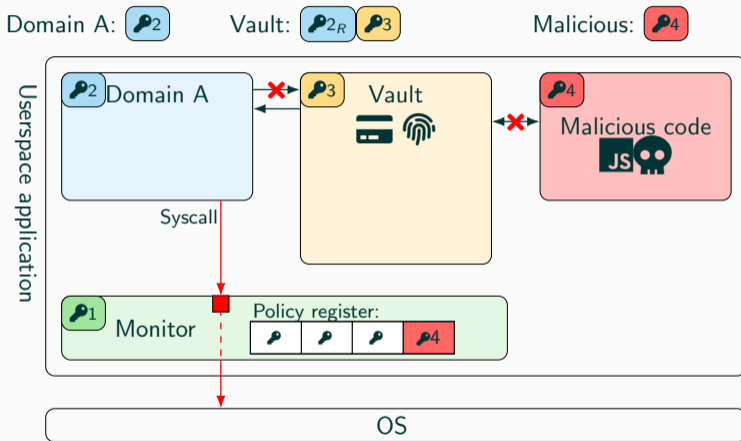 Domain A: 2 Vault: 2R 3 Malicious: 4
Userspace application
2 Domain A
3 Vault
4
Malicious code
JS
Syscall
1 Monitor
Policy register:
4
OS